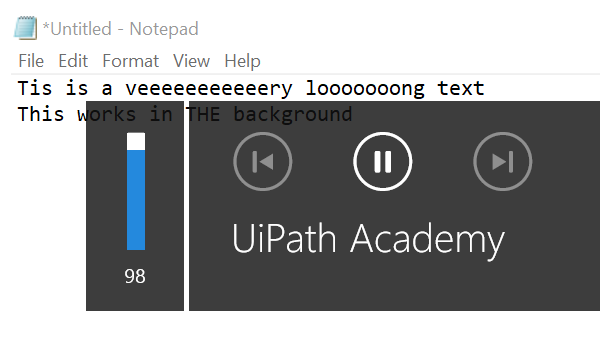 *Untitled - Notepad
File Edit Format View Help
Tis is a veeeeeeeeeeery looooooong text
This works in THE background
UiPath Academy
98